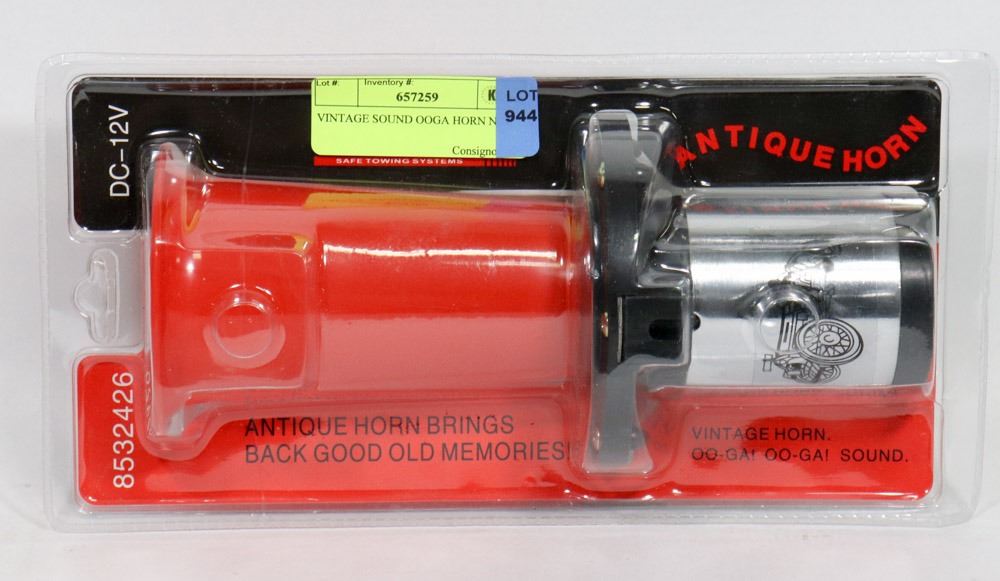 Lot #:
Inventory #:
657259
K
LOT
944
VINTAGE SOUND OOGA HORN N
Consigno
SAFE TOWING SYSTEMS
DC-12V
ANTIQUE HORN
8532426
ANTIQUE HORN BRINGS
BACK GOOD OLD MEMORIES!
VINTAGE HORN.
OO-GA! OO-GA! SOUND.